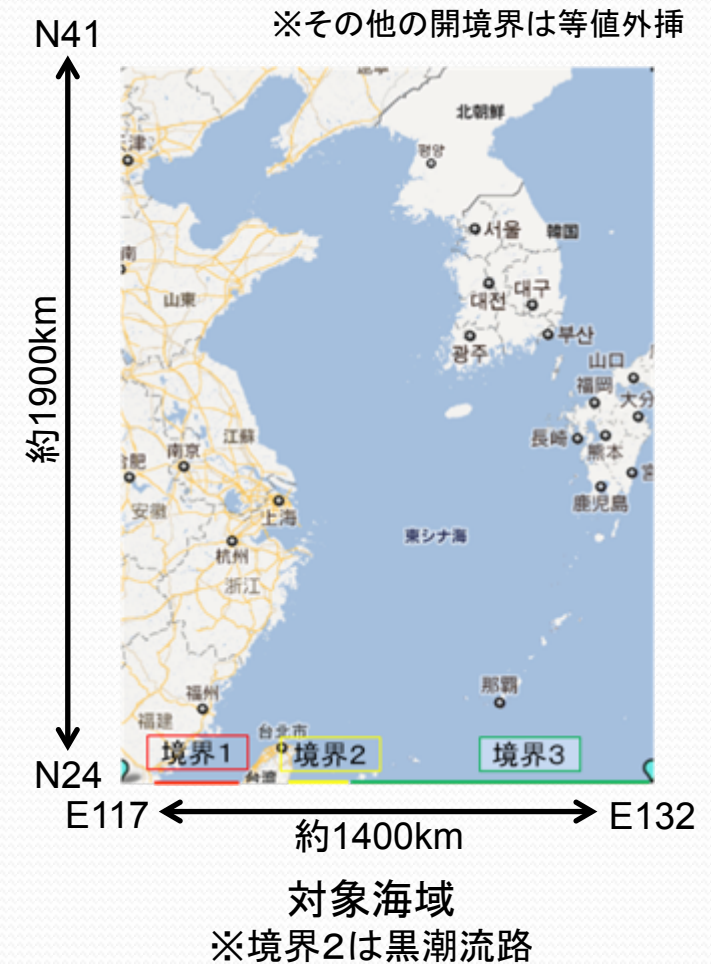 ※その他の開境界は等値外挿
N41
北朝鮮
평양
서울 韓国
山東
대전 대구
부산
광주
山口
福岡
大分
長崎
熊本
鹿児島
江蘇
南京
安徽
上海
杭州
浙江
東シナ海
約1900km
那覇
福州
福建
台北市
境界1 境界2 境界3
台湾
N24
E117 E132
約1400km
対象海域
※境界2は黒潮流路